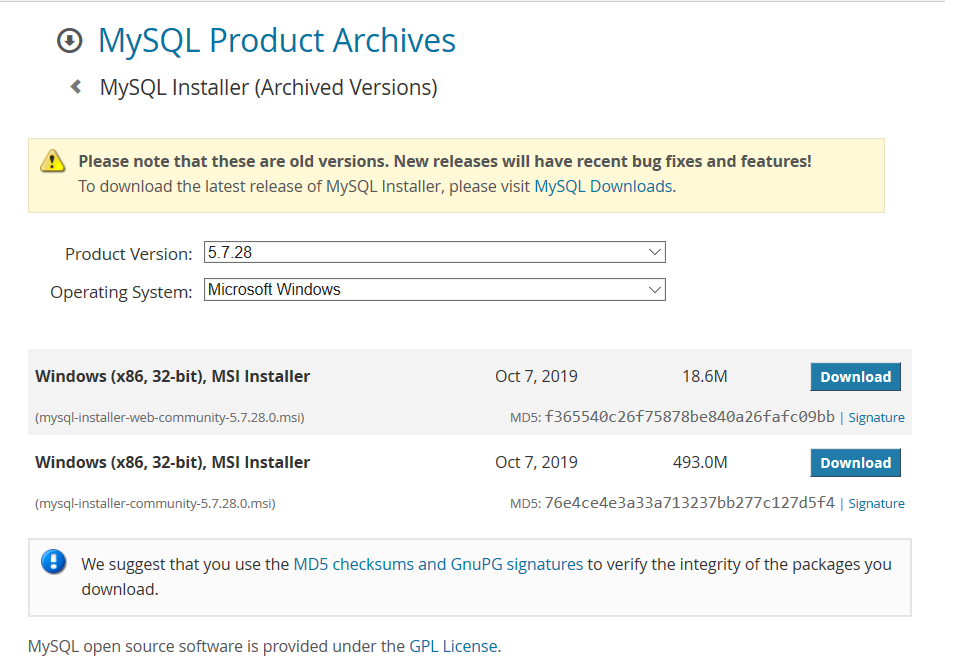 MySQL Product Archives
MySQL Installer (Archived Versions)
Please note that these are old versions. New releases will have recent bug fixes and features!
To download the latest release of MySQL Installer, please visit MySQL Downloads.
Product Version: 5.7.28
Operating System: Microsoft Windows
Windows (x86, 32-bit), MSI Installer Oct 7, 2019 18.6M Download
(mysql-installer-web-community-5.7.28.0.msi) MD5: f365540c26f75878be840a26fafc09bb | Signature
Windows (x86, 32-bit), MSI Installer Oct 7, 2019 493.0M Download
(mysql-installer-community-5.7.28.0.msi) MD5: 76e4ce4e3a33a713237bb277c127d5f4 | Signature
We suggest that you use the MD5 checksums and GnuPG signatures to verify the integrity of the packages you
download.
MySQL open source software is provided under the GPL License.